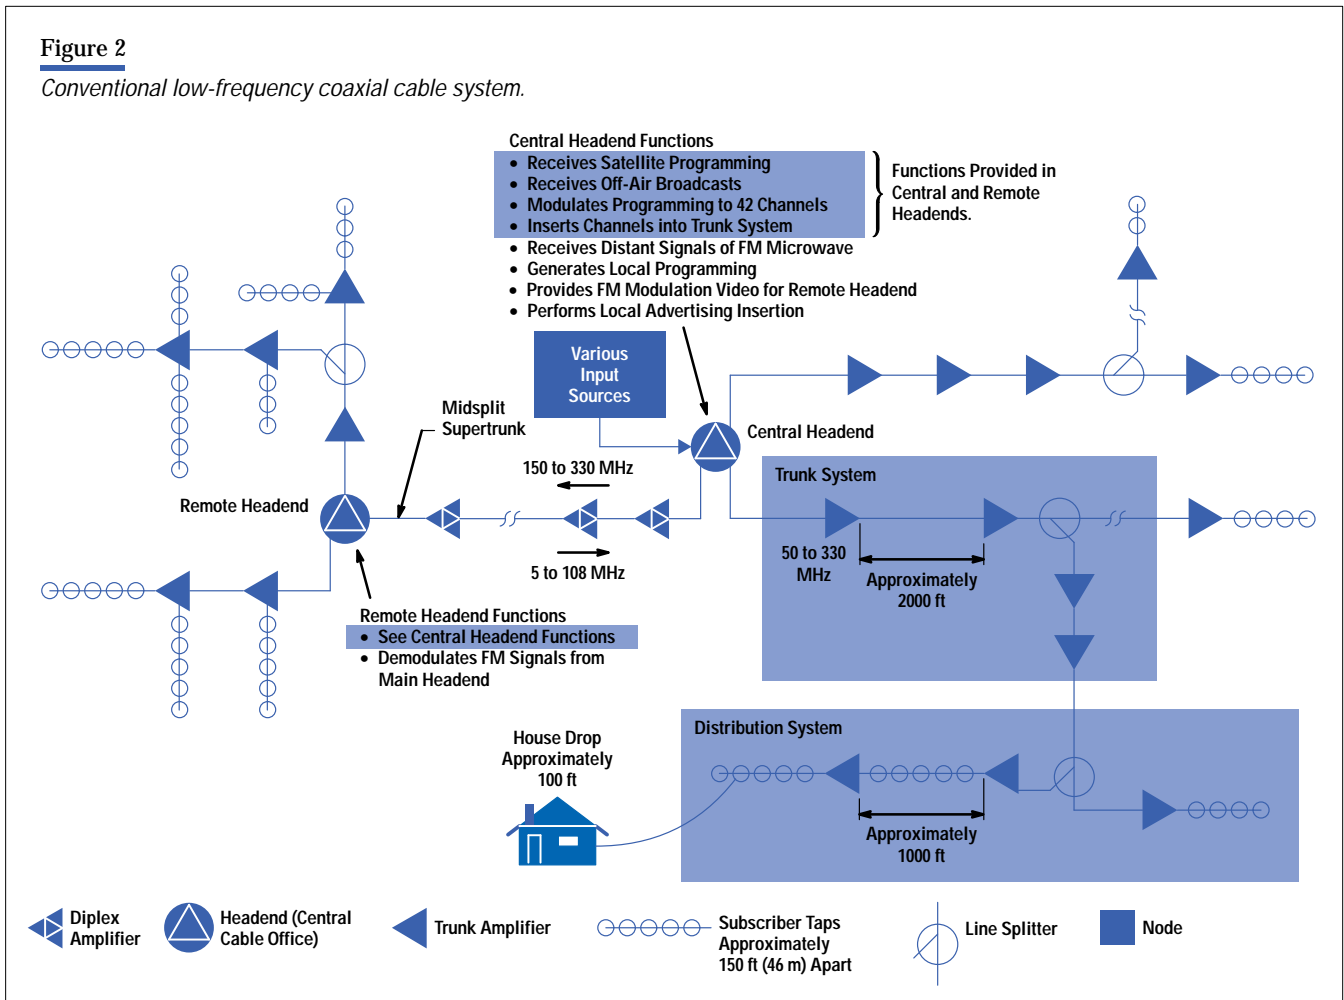 Figure 2
Conventional low-frequency coaxial cable system.
Central Headend Functions
• Receives Satellite Programming
• Receives Off-Air Broadcasts
• Modulates Programming to 42 Channels
• Inserts Channels into Trunk System
• Receives Distant Signals of FM Microwave
• Generates Local Programming
• Provides FM Modulation Video for Remote Headend
• Performs Local Advertising Insertion
Functions Provided in
Central and Remote
Headends.
Various
Input
Sources
Midsplit
Supertrunk
Central Headend
150 to 330 MHz
Remote Headend
5 to 108 MHz
Trunk System
50 to 330
MHz
Approximately
2000 ft
Remote Headend Functions
• See Central Headend Functions
• Demodulates FM Signals from
Main Headend
Distribution System
House Drop
Approximately
100 ft
Approximately
1000 ft
Diplex
Amplifier
Headend (Central
Cable Office)
Trunk Amplifier
Subscriber Taps
Approximately
150 ft (46 m) Apart
Line Splitter
Node